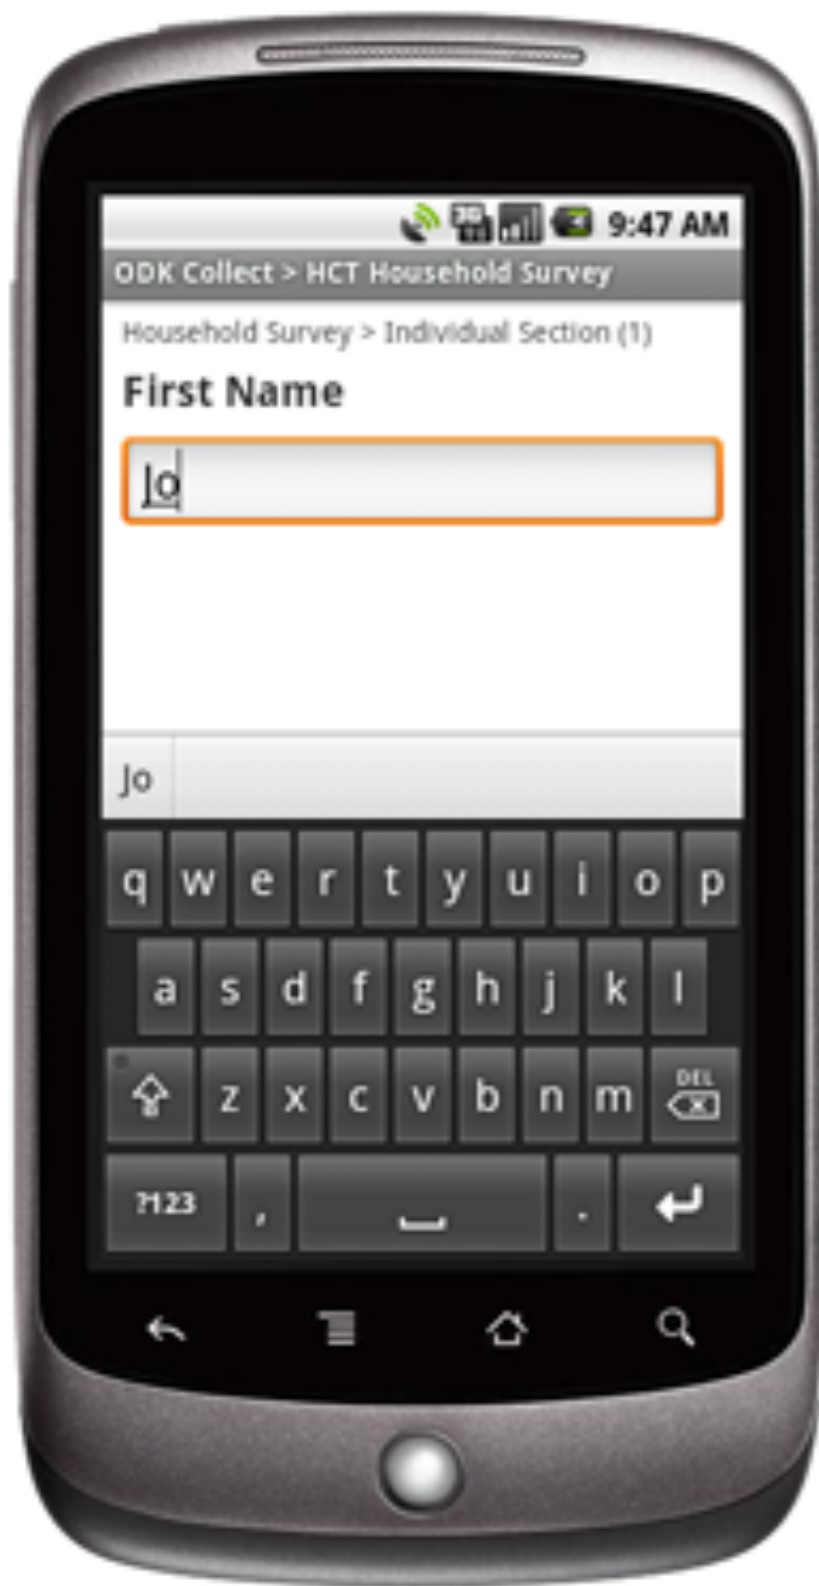 3G
9:47 AM
ODK Collect > HCT Household Survey
Household Survey > Individual Section (1)
First Name
Jo
Jo
q w e r t y u i o p
a s d f g h j k l
z x c v b n m DEL
?123 , .